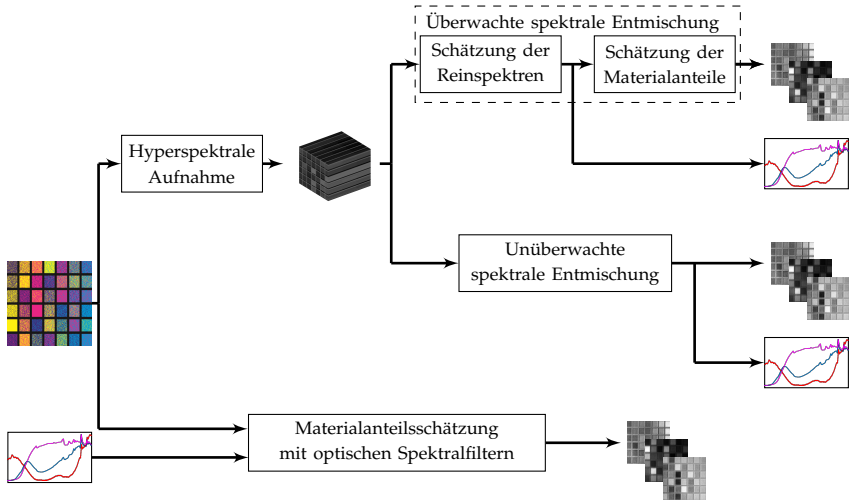 Überwachte spektrale Entmischung
Schätzung der
Reinspektren
Schätzung der
Materialanteile
Hyperspektrale
Aufnahme
Unüberwachte
spektrale Entmischung
Materialanteilsschätzung
mit optischen Spektralfiltern